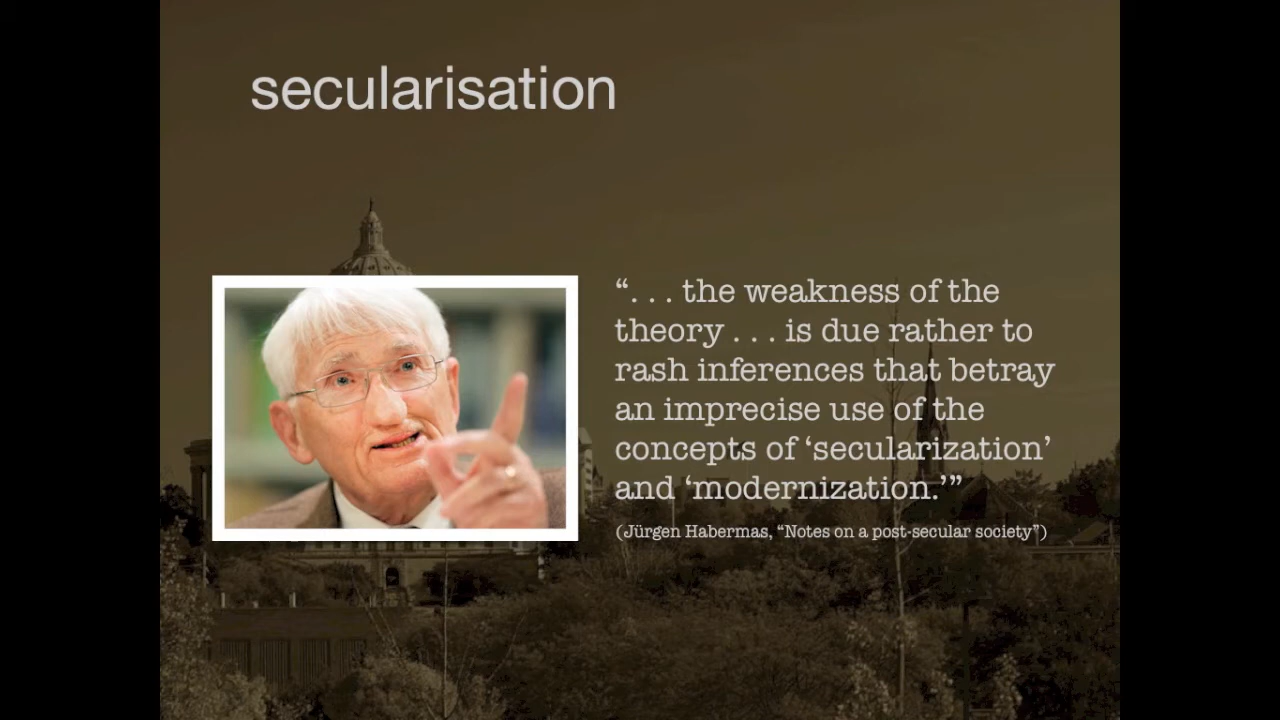 secularisation
“. . . the weakness of the
theory . . . is due rather to
rash inferences that betray
an imprecise use of the
concepts of ‘secularization’
and ‘modernization.’”
(Jürgen Habermas, “Notes on a post-secular society”)